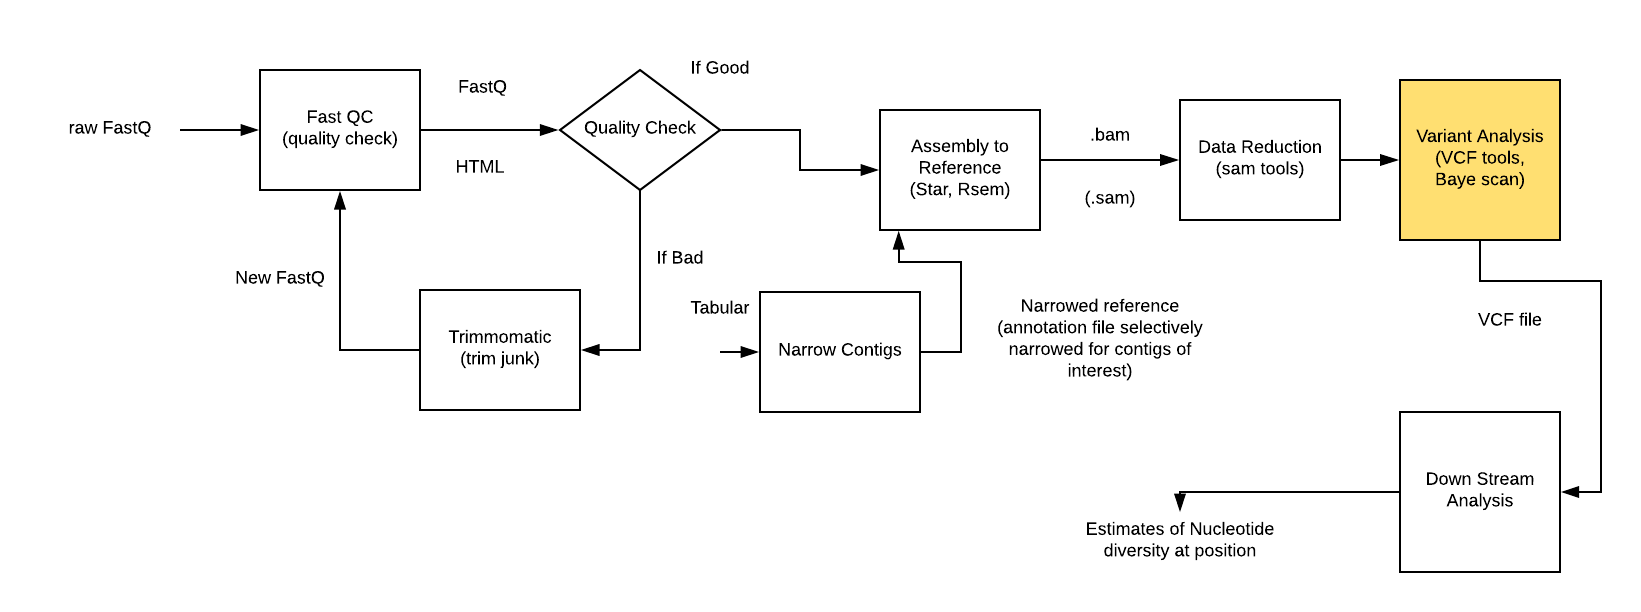 raw FastQ
Fast QC
(quality check)
FastQ
HTML
Quality Check
If Good
If Bad
New FastQ
Trimmomatic
(trim junk)
Tabular
Narrow Contigs
Narrowed reference
(annotation file selectively
narrowed for contigs of
interest)
Assembly to
Reference
(Star, Rsem)
.bam
(.sam)
Data Reduction
(sam tools)
Variant Analysis
(VCF tools,
Baye scan)
VCF file
Down Stream
Analysis
Estimates of Nucleotide
diversity at position